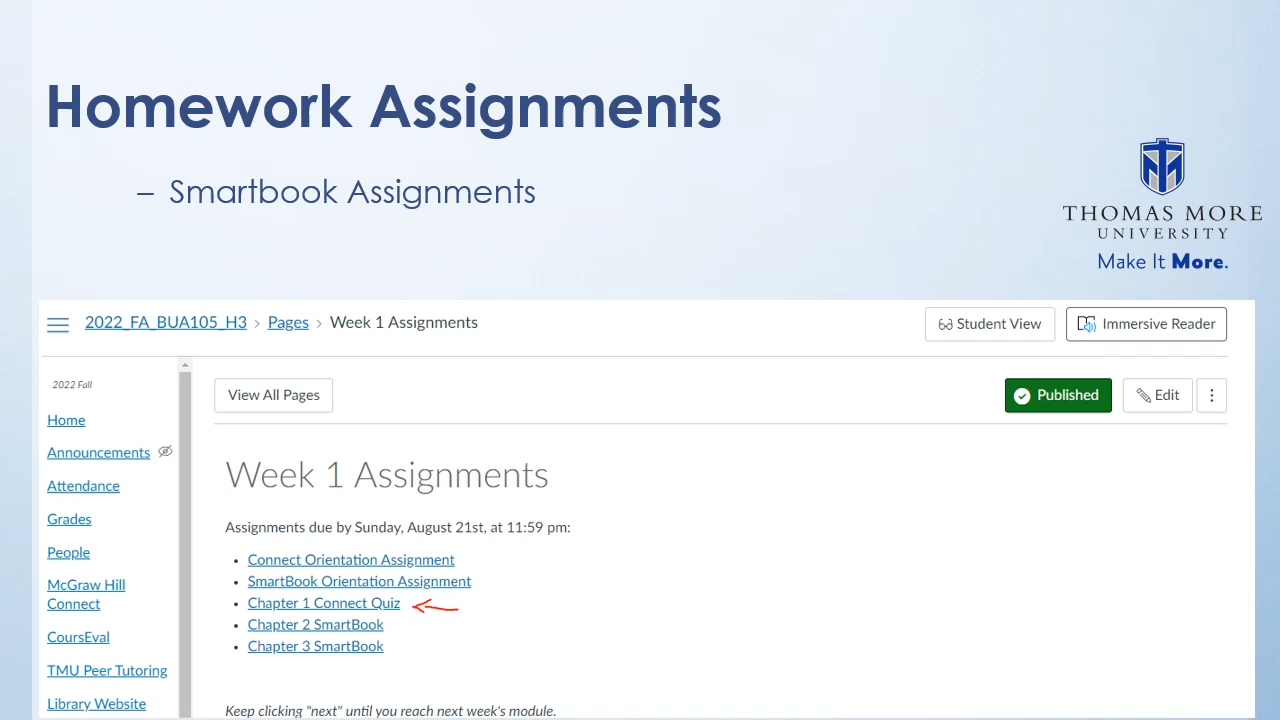 Homework Assignments
– Smartbook Assignments
THOMAS MORE
UNIVERSITY
Make It More.
2022_FA_BUA105_H3 › Pages › Week 1 Assignments
Student View
Immersive Reader
2022 Fall
Home
Announcements
Attendance
Grades
People
McGraw Hill
Connect
CoursEval
TMU Peer Tutoring
Library Website
View All Pages
Published
Edit
Week 1 Assignments
Assignments due by Sunday, August 21st, at 11:59 pm:
• Connect Orientation Assignment
• SmartBook Orientation Assignment
• Chapter 1 Connect Quiz
• Chapter 2 SmartBook
• Chapter 3 SmartBook
Keep clicking "next" until you reach next week's module.